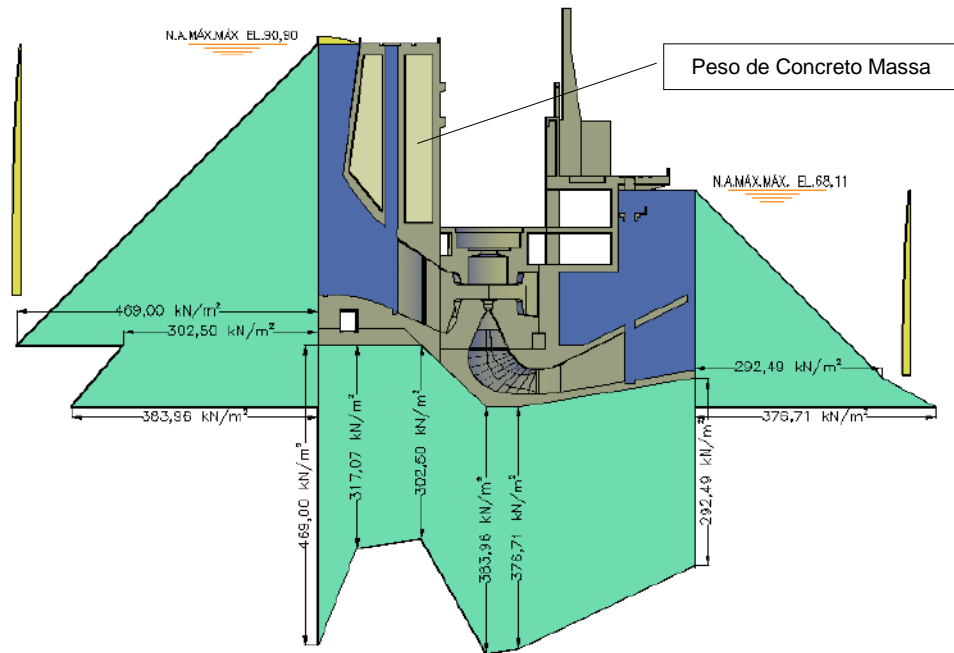 N.A.MÁX.MÁX EL.90,90
Peso de Concreto Massa
N.A.MÁX.MÁX. EL.68,11
469,00 kN/m²
302,50 kN/m²
292,49 kN/m²
383,96 kN/m²
376,71 kN/m²
469,00 kN/m²
317,07 kN/m²
302,50 kN/m²
383,96 kN/m²
376,71 kN/m²
292,49 kN/m²